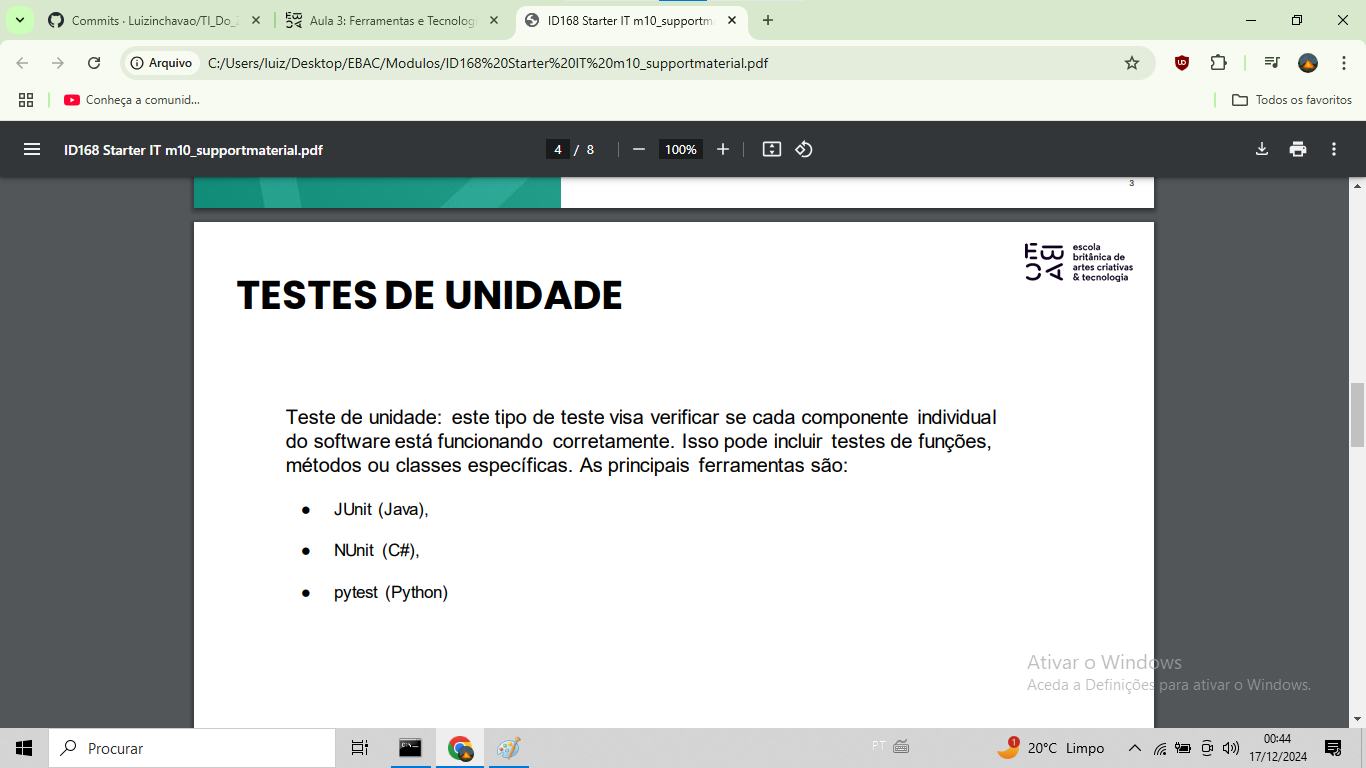 Commits · Luizinchavao/TI_Do_
Aula 3: Ferramentas e Tecnologi
ID168 Starter IT m10_supportm
Arquivo
C:/Users/luiz/Desktop/EBAC/Modulos/ID168%20Starter%20IT%20m10_supportmaterial.pdf
UD
Conheça a comunid...
Todos os favoritos
ID168 Starter IT m10_supportmaterial.pdf
4 / 8
100%
3
escola
britânica de
artes criativas
& tecnologia
TESTES DE UNIDADE
Teste de unidade: este tipo de teste visa verificar se cada componente individual
do software está funcionando corretamente. Isso pode incluir testes de funções,
métodos ou classes específicas. As principais ferramentas são:
● JUnit (Java),
● NUnit (C#),
● pytest (Python)
Ativar o Windows
Aceda a Definições para ativar o Windows.
Procurar
PT
1
20°C Limpo
00:44
17/12/2024